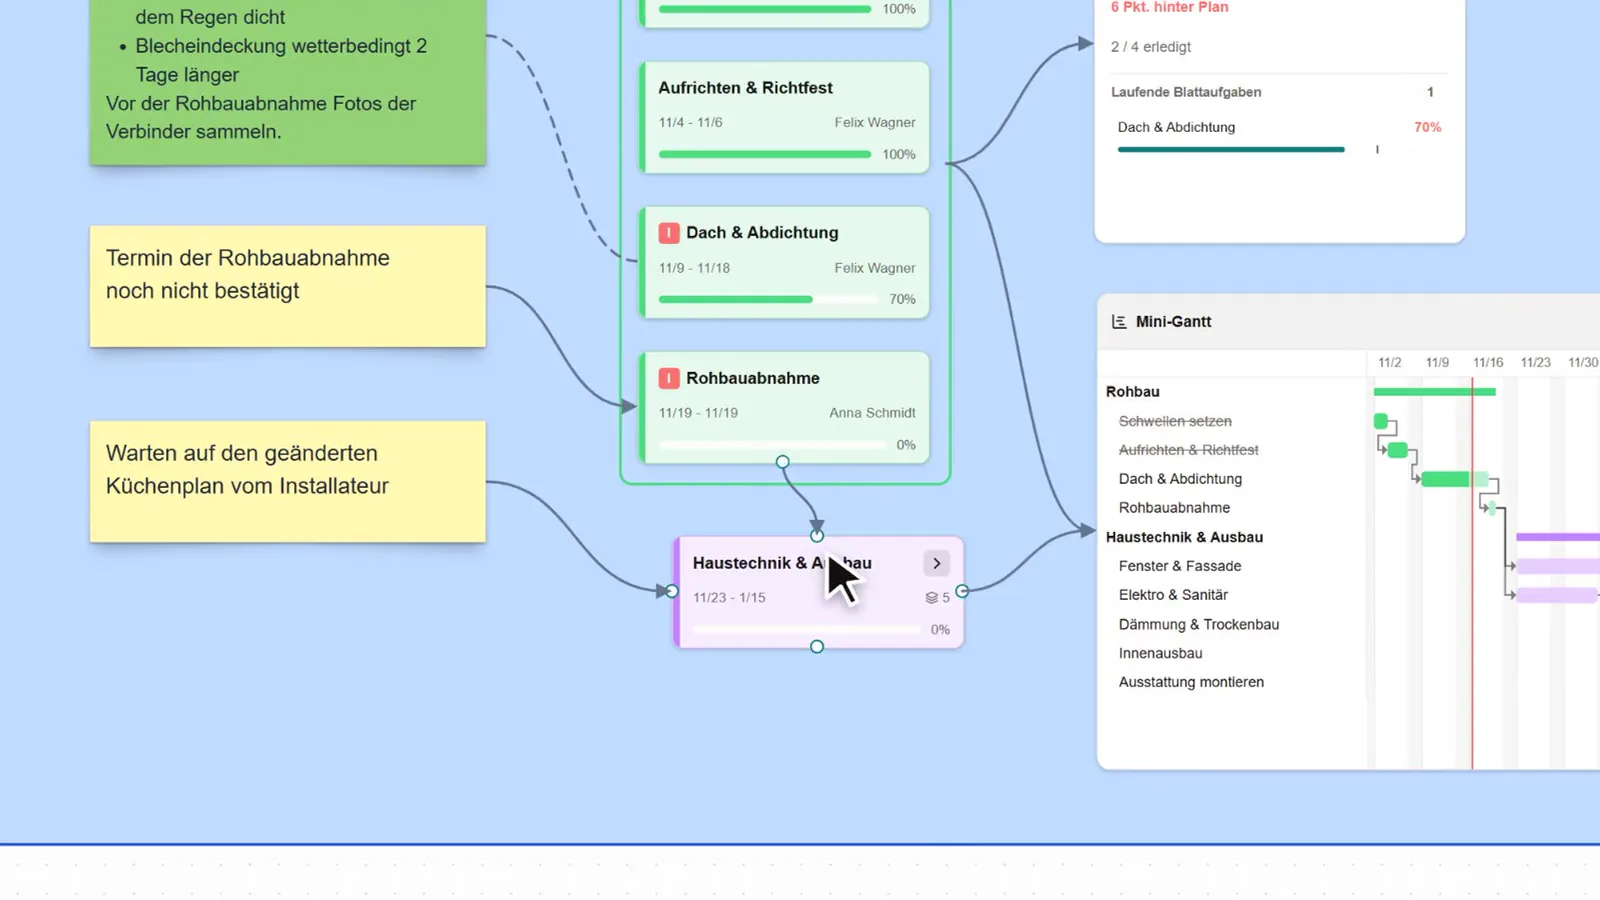 dem Regen dicht
• Blecheindeckung wetterbedingt 2
Tage länger
Vor der Rohbauabnahme Fotos der
Verbinder sammeln.
Termin der Rohbauabnahme
noch nicht bestätigt
Warten auf den geänderten
Küchenplan vom Installateur
100%
Aufrichten & Richtfest
11/4 - 11/6 Felix Wagner
100%
! Dach & Abdichtung
11/9 - 11/18 Felix Wagner
70%
! Rohbauabnahme
11/19 - 11/19 Anna Schmidt
0%
Haustechnik & Ausbau
11/23 - 1/15 5
0%
6 Pkt. hinter Plan
2 / 4 erledigt
Laufende Blattaufgaben 1
Dach & Abdichtung 70%
Mini-Gantt
11/2 11/9 11/16 11/23 11/30
Rohbau
Schwellen setzen
Aufrichten & Richtfest
Dach & Abdichtung
Rohbauabnahme
Haustechnik & Ausbau
Fenster & Fassade
Elektro & Sanitär
Dämmung & Trockenbau
Innenausbau
Ausstattung montieren